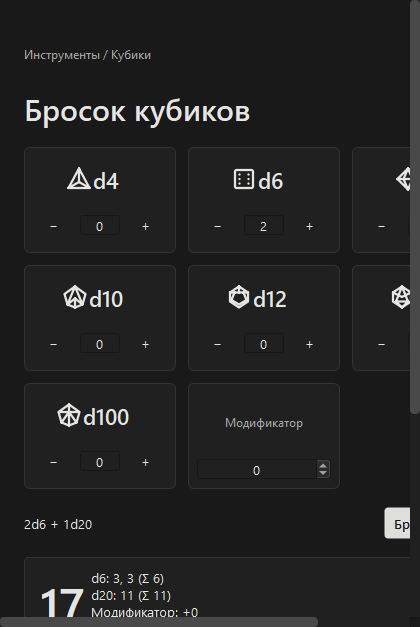 Инструменты / Кубики
Бросок кубиков
d4
d6
− 0 +
− 2 +
−
d10
d12
− 0 +
− 0 +
−
d100
Модификатор
− 0 +
0
2d6 + 1d20
Бр
17
d6: 3, 3 (Σ 6)
d20: 11 (Σ 11)
Модификатор: +0